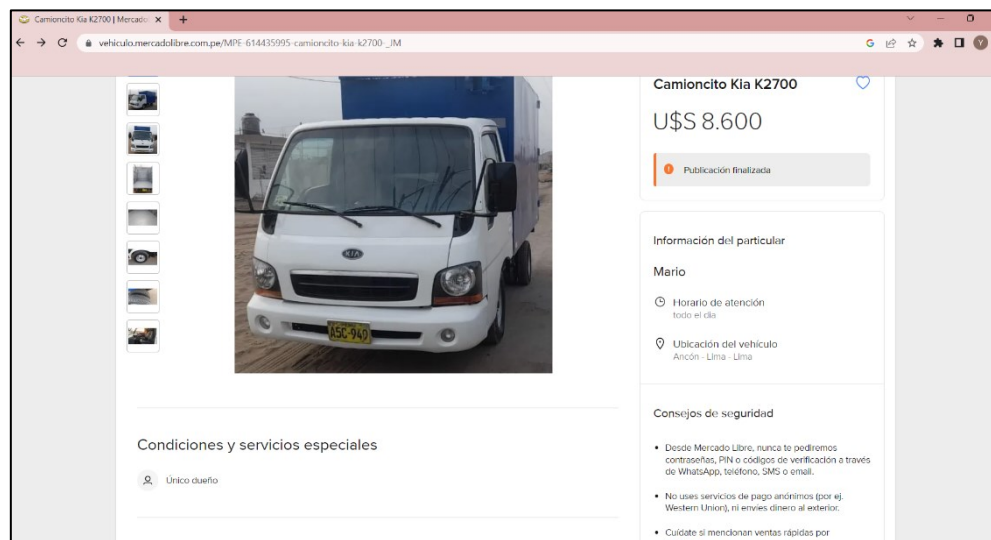 Camioncito Kia K2700 | Mercado
vehiculo.mercadolibre.com.pe/MPE-614435995-camioncito-kia-k2700-_JM
Y
Camioncito Kia K2700
U$S 8.600
Publicación finalizada
KIA
A5C-940
Información del particular
Mario
Horario de atención
todo el dia
Ubicación del vehículo
Ancón - Lima - Lima
Condiciones y servicios especiales
Único dueño
Consejos de seguridad
Desde Mercado Libre, nunca te pediremos
contraseñas, PIN o códigos de verificación a través
de WhatsApp, teléfono, SMS o email.
No uses servicios de pago anónimos (por ej.
Western Union), ni envíes dinero al exterior.
Cuídate si mencionan ventas rápidas por